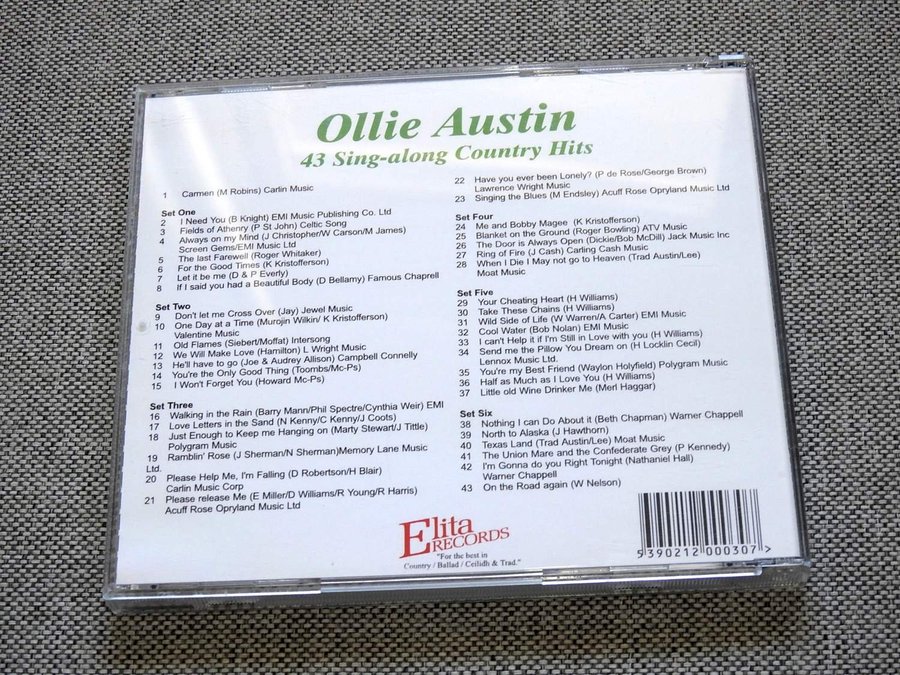 Ollie Austin
43 Sing-along Country Hits
1 Carmen (M Robins) Carlin Music
Set One
2 I Need You (B Knight) EMI Music Publishing Co. Ltd
3 Fields of Athenry (P St John) Celtic Song
4 Always on my Mind (J Christopher/W Carson/M James)
Screen Gems/EMI Music Ltd
5 The last Farewell (Roger Whitaker)
6 For the Good Times (K Kristofferson)
7 Let it be me (D & P Everly)
8 If I said you had a Beautiful Body (D Bellamy) Famous Chaprell
Set Two
9 Don't let me Cross Over (Jay) Jewel Music
10 One Day at a Time (Murojin Wilkin/ K Kristofferson)
Valentine Music
11 Old Flames (Siebert/Moffat) Intersong
12 We Will Make Love (Hamilton) L Wright Music
13 He'll have to go (Joe & Audrey Allison) Campbell Connelly
14 You're the Only Good Thing (Toombs/Mc-Ps)
15 I Won't Forget You (Howard Mc-Ps)
Set Three
16 Walking in the Rain (Barry Mann/Phil Spectre/Cynthia Weir) EMI
17 Love Letters in the Sand (N Kenny/C Kenny/J Coots)
18 Just Enough to Keep me Hanging on (Marty Stewart/J Tittle)
Polygram Music
19 Ramblin' Rose (J Sherman/N Sherman)Memory Lane Music
Ltd.
20 Please Help Me, I'm Falling (D Robertson/H Blair)
Carlin Music Corp
21 Please release Me (E Miller/D Williams/R Young/R Harris)
Acuff Rose Opryland Music Ltd
22 Have you ever been Lonely? (P de Rose/George Brown)
Lawrence Wright Music
23 Singing the Blues (M Endsley) Acuff Rose Opryland Music Ltd
Set Four
24 Me and Bobby Magee (K Kristofferson)
25 Blanket on the Ground (Roger Bowling) ATV Music
26 The Door is Always Open (Dickie/Bob McDill) Jack Music Inc
27 Ring of Fire (J Cash) Carling Cash Music
28 When I Die I May not go to Heaven (Trad Austin/Lee)
Moat Music
Set Five
29 Your Cheating Heart (H Williams)
30 Take These Chains (H Williams)
31 Wild Side of Life (W Warren/A Carter) EMI Music
32 Cool Water (Bob Nolan) EMI Music
33 I can't Help it if I'm Still in Love with you (H Williams)
34 Send me the Pillow You Dream on (H Locklin Cecil)
Lennox Music Ltd.
35 You're my Best Friend (Waylon Holyfield) Polygram Music
36 Half as Much as I Love You (H Williams)
37 Little old Wine Drinker Me (Merl Haggar)
Set Six
38 Nothing I can Do About it (Beth Chapman) Warner Chappell
39 North to Alaska (J Hawthorn)
40 Texas Land (Trad Austin/Lee) Moat Music
41 The Union Mare and the Confederate Grey (P Kennedy)
42 I'm Gonna do you Right Tonight (Nathaniel Hall)
Warner Chappell
43 On the Road again (W Nelson)
Elita
RECORDS
"For the best in
Country / Ballad / Ceilidh & Trad."
5390212000307>